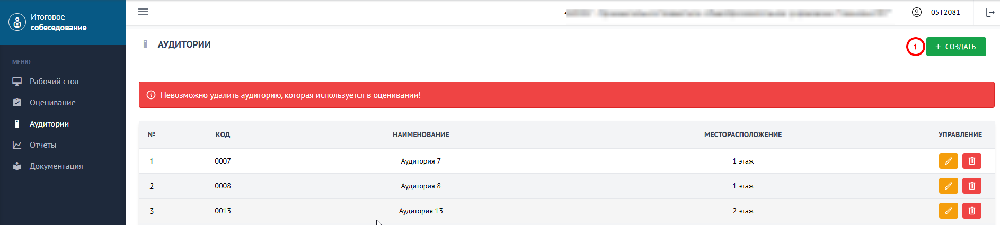 Итоговое
собеседование
05T2081
МЕНЮ
Рабочий стол
Оценивание
Аудитории
Отчеты
Документация
АУДИТОРИИ
1
+ СОЗДАТЬ
Невозможно удалить аудиторию, которая используется в оценивании!
№ КОД НАИМЕНОВАНИЕ МЕСТОРАСПОЛОЖЕНИЕ УПРАВЛЕНИЕ
1 0007 Аудитория 7 1 этаж
2 0008 Аудитория 8 1 этаж
3 0013 Аудитория 13 2 этаж